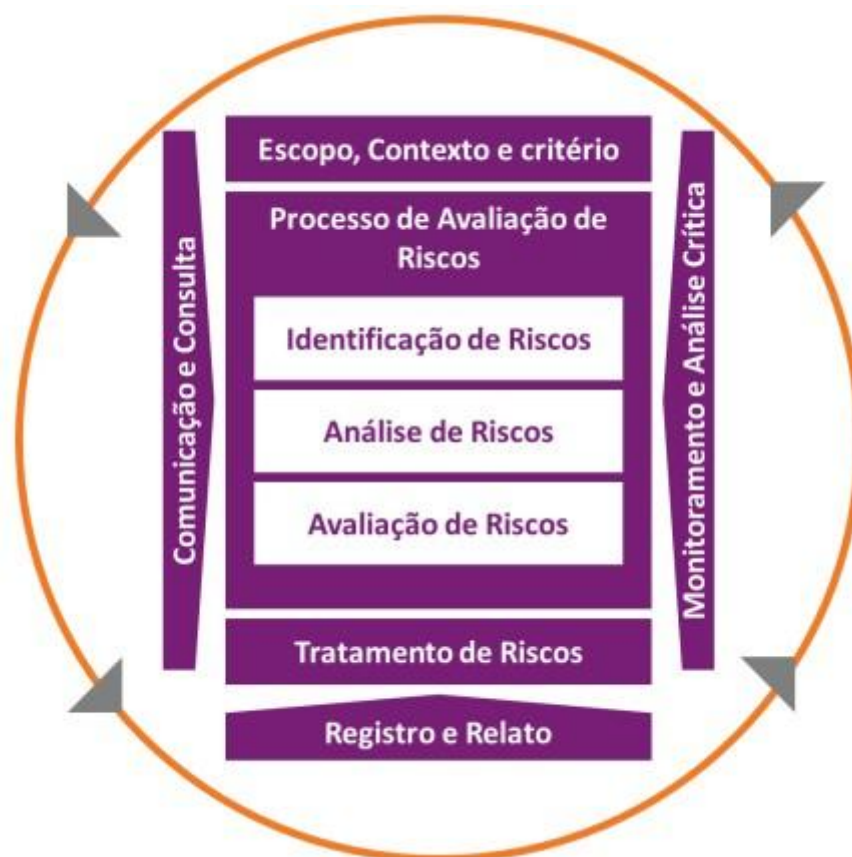 Escopo, Contexto e critério
Processo de Avaliação de
Riscos
Identificação de Riscos
Análise de Riscos
Avaliação de Riscos
Tratamento de Riscos
Registro e Relato
Comunicação e Consulta
Monitoramento e Análise Crítica